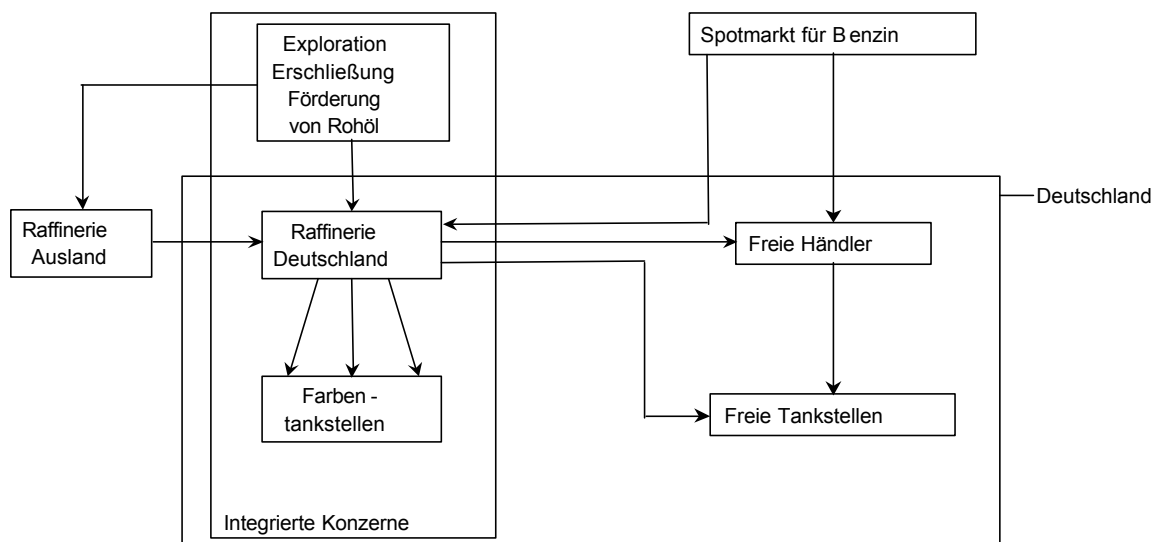 Exploration
Erschließung
Förderung
von Rohöl
Spotmarkt für Benzin
Deutschland
Raffinerie
Ausland
Raffinerie
Deutschland
Freie Händler
Farben -
tankstellen
Freie Tankstellen
Integrierte Konzerne